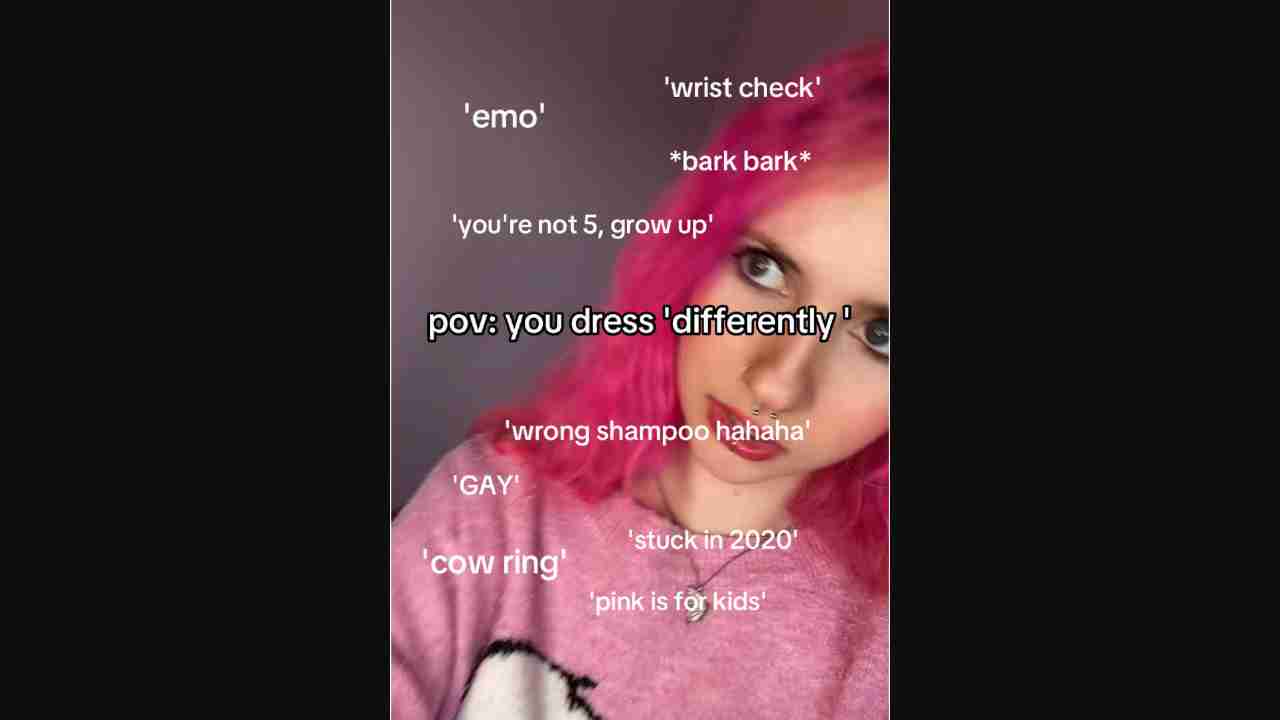 'wrist check'
'emo'
*bark bark*
'you're not 5, grow up'
pov: you dress 'differently '
'wrong shampoo hahaha'
'GAY'
'stuck in 2020'
'cow ring'
'pink is for kids'